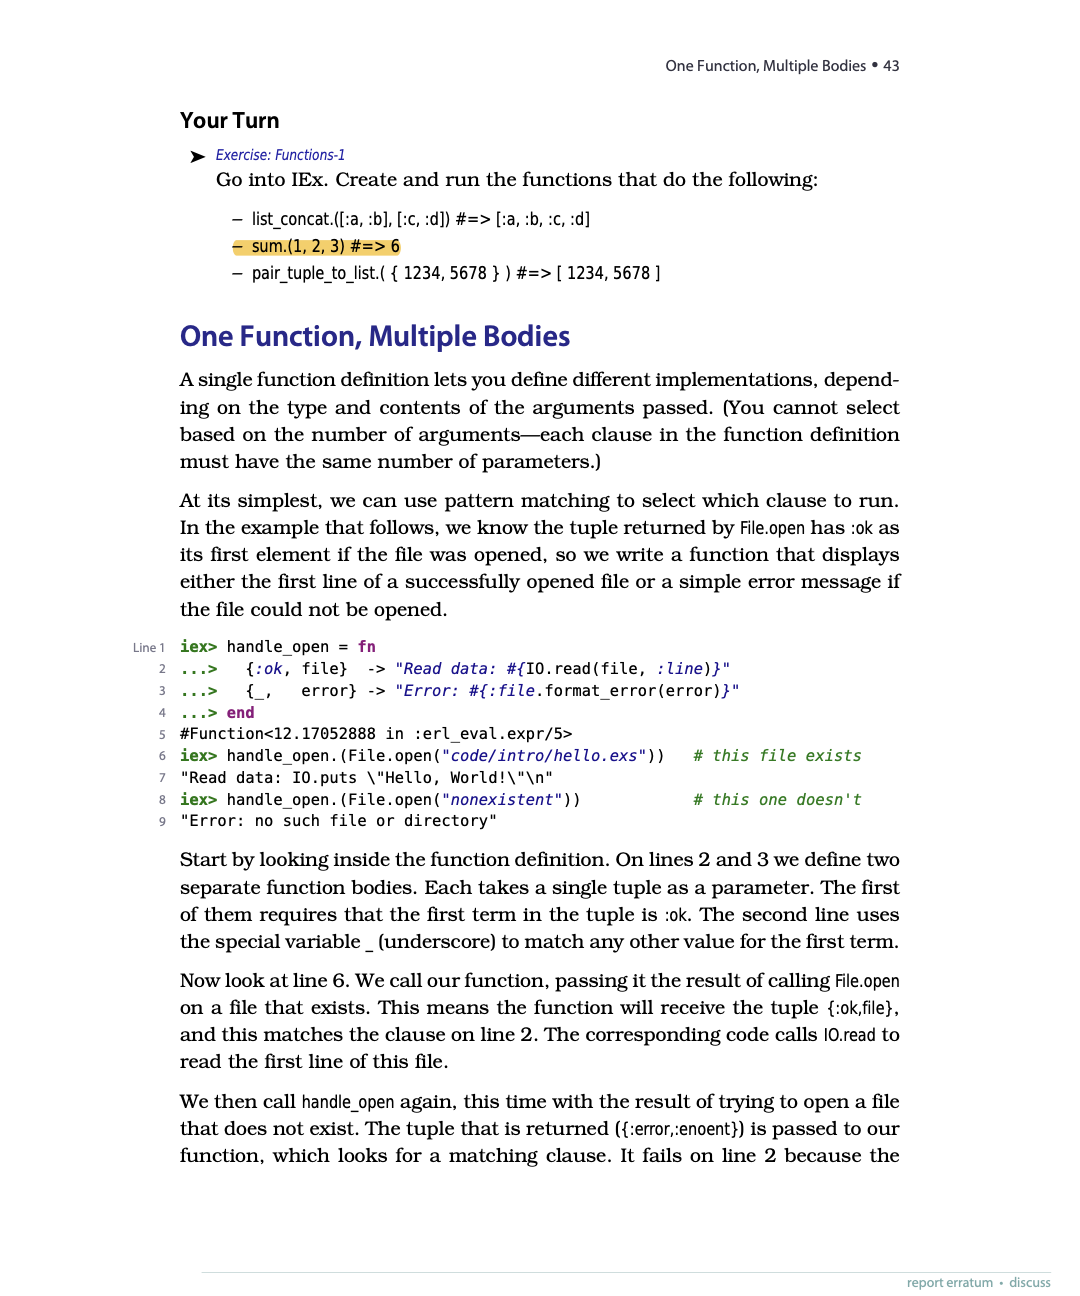 One Function, Multiple Bodies • 43
Your Turn
➤ Exercise: Functions-1
Go into IEx. Create and run the functions that do the following:
– list_concat.([:a, :b], [:c, :d]) #=> [:a, :b, :c, :d]
– sum.(1, 2, 3) #=> 6
– pair_tuple_to_list.( { 1234, 5678 } ) #=> [ 1234, 5678 ]
One Function, Multiple Bodies
A single function definition lets you define different implementations, depend-
ing on the type and contents of the arguments passed. (You cannot select
based on the number of arguments—each clause in the function definition
must have the same number of parameters.)
At its simplest, we can use pattern matching to select which clause to run.
In the example that follows, we know the tuple returned by File.open has :ok as
its first element if the file was opened, so we write a function that displays
either the first line of a successfully opened file or a simple error message if
the file could not be opened.
Line 1 iex> handle_open = fn
2 ...>   {:ok, file}  -> "Read data: #{IO.read(file, :line)}"
3 ...>   {_,   error} -> "Error: #{:file.format_error(error)}"
4 ...> end
5 #Function<12.17052888 in :erl_eval.expr/5>
6 iex> handle_open.(File.open("code/intro/hello.exs"))   # this file exists
7 "Read data: IO.puts \"Hello, World!\"\n"
8 iex> handle_open.(File.open("nonexistent"))            # this one doesn't
9 "Error: no such file or directory"
Start by looking inside the function definition. On lines 2 and 3 we define two
separate function bodies. Each takes a single tuple as a parameter. The first
of them requires that the first term in the tuple is :ok. The second line uses
the special variable _ (underscore) to match any other value for the first term.
Now look at line 6. We call our function, passing it the result of calling File.open
on a file that exists. This means the function will receive the tuple {:ok,file},
and this matches the clause on line 2. The corresponding code calls IO.read to
read the first line of this file.
We then call handle_open again, this time with the result of trying to open a file
that does not exist. The tuple that is returned ({:error,:enoent}) is passed to our
function, which looks for a matching clause. It fails on line 2 because the
report erratum • discuss